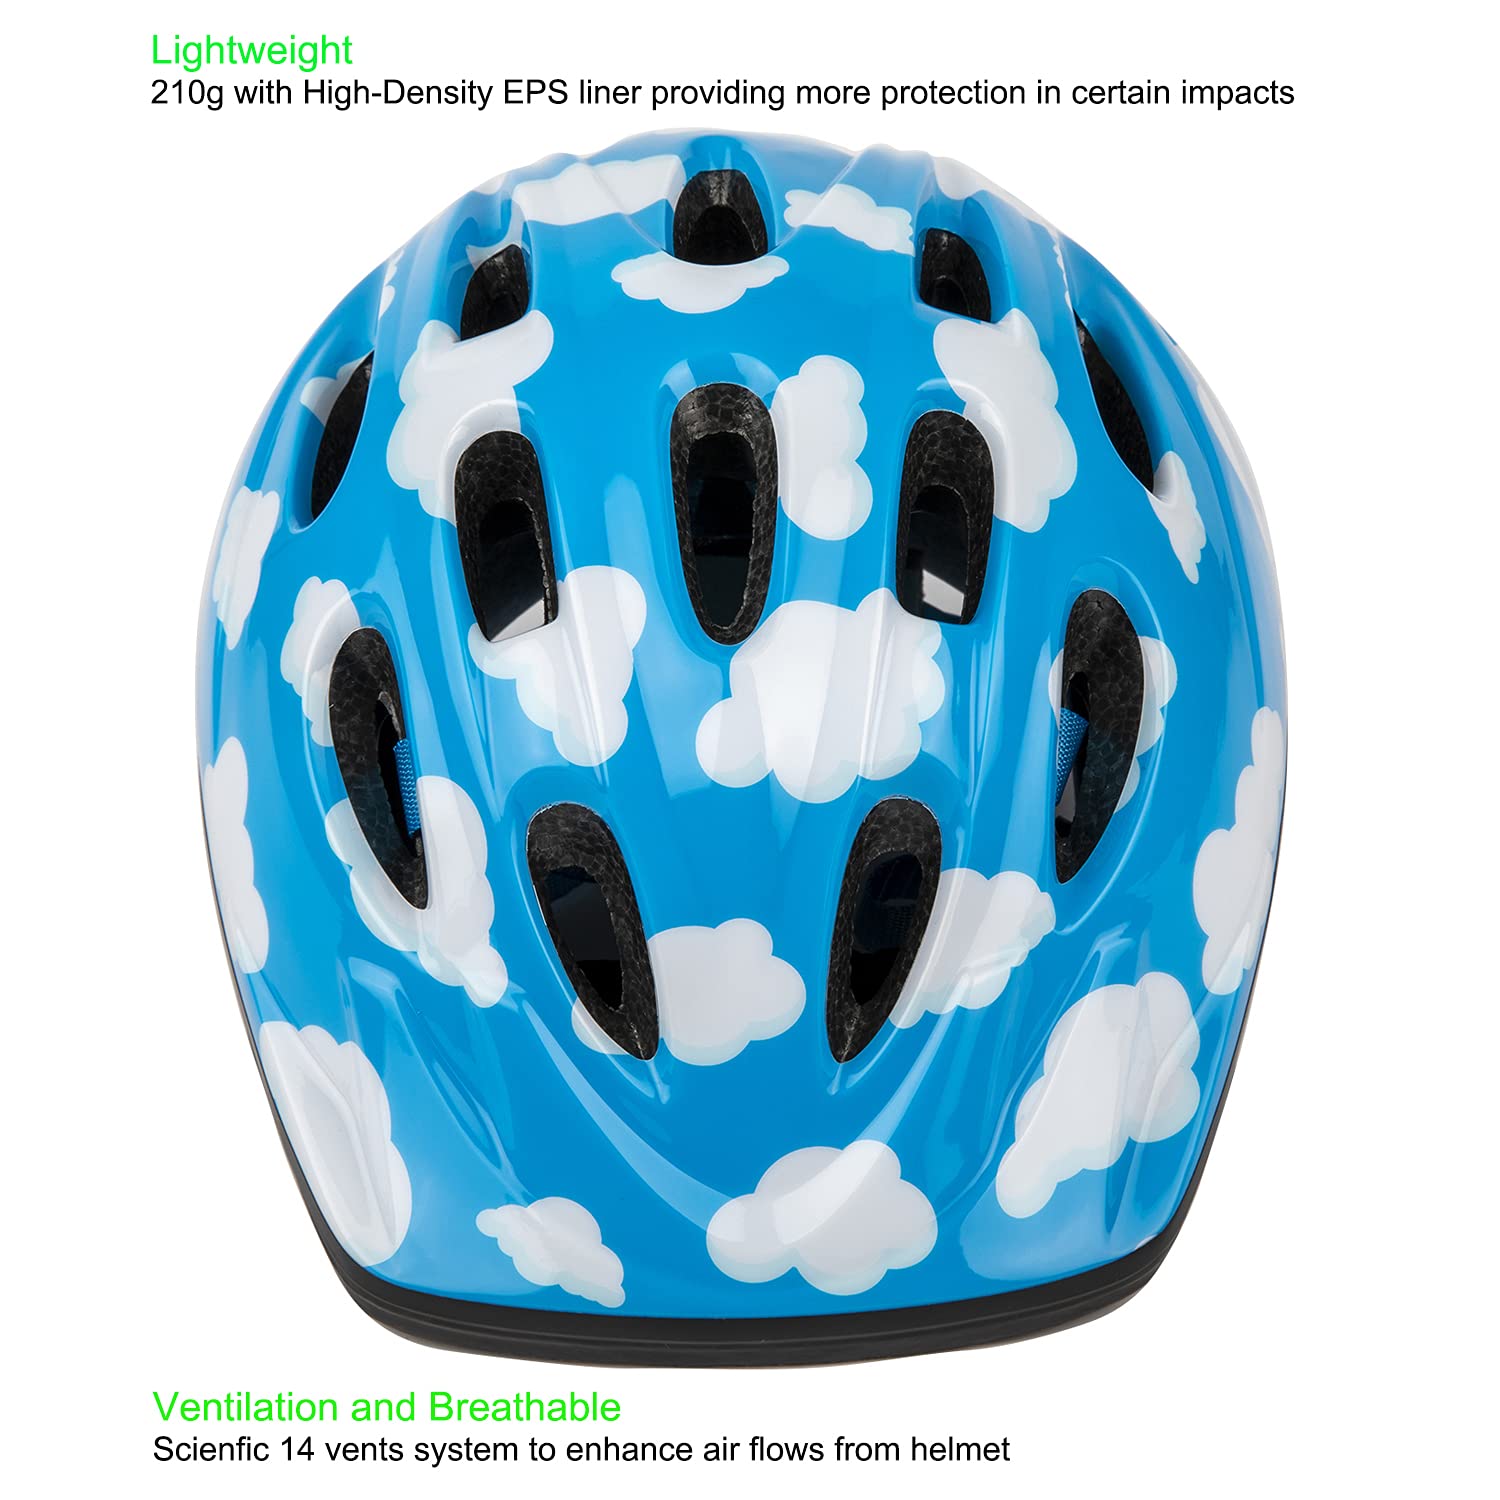 Lightweight
210g with High-Density EPS liner providing more protection in certain impacts
Ventilation and Breathable
Scienfic 14 vents system to enhance air flows from helmet